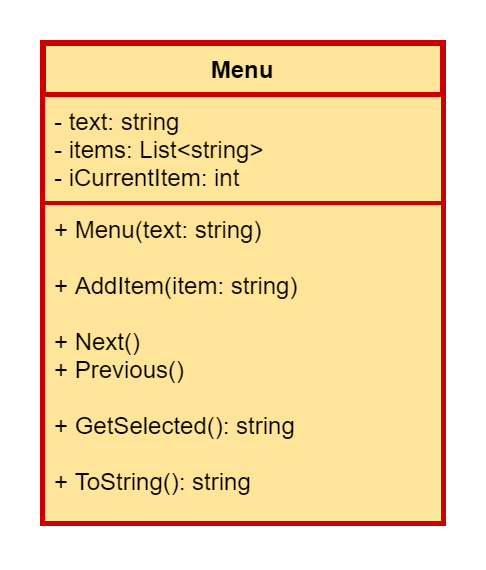 Menu
- text: string
- items: List<string>
- iCurrentItem: int
+ Menu(text: string)
+ AddItem(item: string)
+ Next()
+ Previous()
+ GetSelected(): string
+ ToString(): string